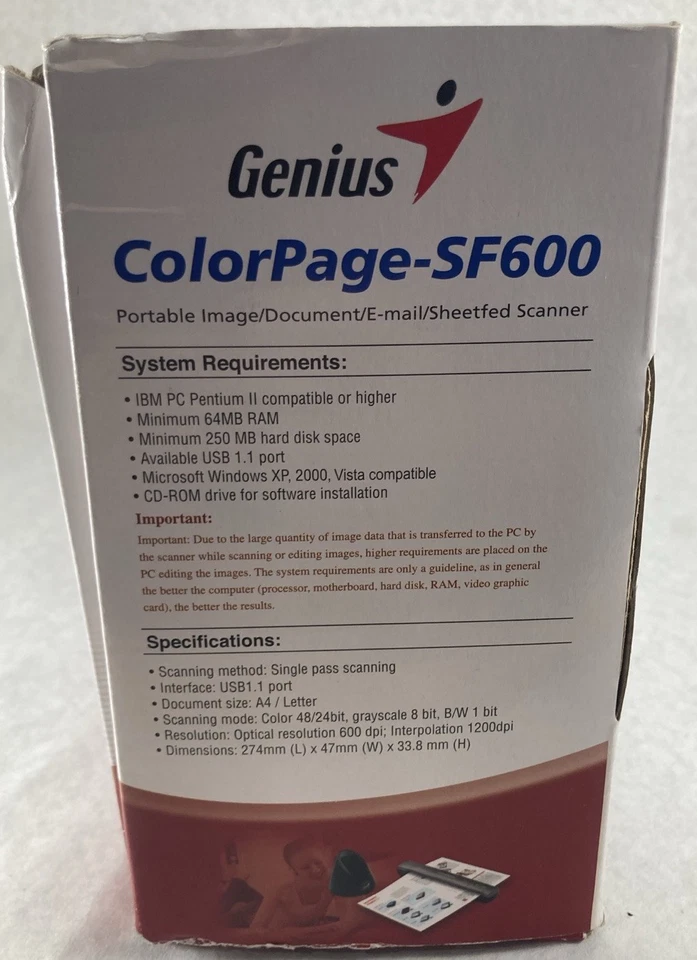 Genius
ColorPage-SF600
Portable Image/Document/E-mail/Sheetfed Scanner
System Requirements:
• IBM PC Pentium II compatible or higher
• Minimum 64MB RAM
• Minimum 250 MB hard disk space
• Available USB 1.1 port
• Microsoft Windows XP, 2000, Vista compatible
• CD-ROM drive for software installation
Important:
Important: Due to the large quantity of image data that is transferred to the PC by
the scanner while scanning or editing images, higher requirements are placed on the
PC editing the images. The system requirements are only a guideline, as in general
the better the computer (processor, motherboard, hard disk, RAM, video graphic
card), the better the results.
Specifications:
• Scanning method: Single pass scanning
• Interface: USB1.1 port
• Document size: A4 / Letter
• Scanning mode: Color 48/24bit, grayscale 8 bit, B/W 1 bit
• Resolution: Optical resolution 600 dpi; Interpolation 1200dpi
• Dimensions: 274mm (L) x 47mm (W) x 33.8 mm (H)